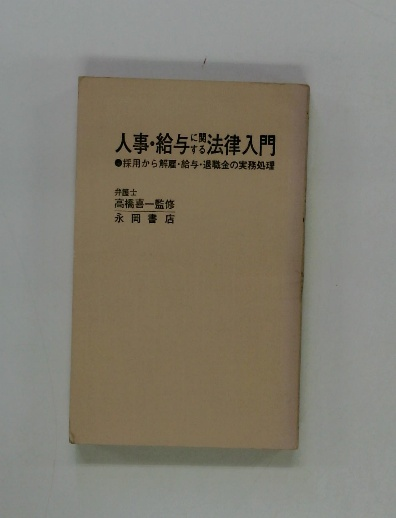 人事・給与に関する法律入門
●採用から解雇・給与・退職金の実務処理
弁護士
高橋喜一監修
永岡書店